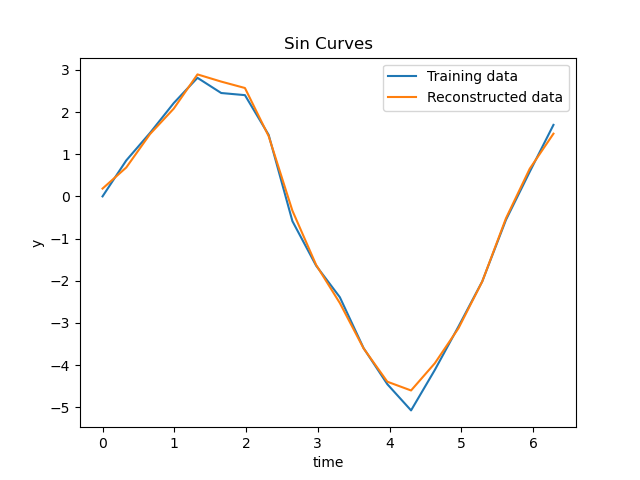 Sin Curves
Training data
Reconstructed data
3
2
1
0
−1
−2
−3
−4
−5
y
0 1 2 3 4 5 6
time